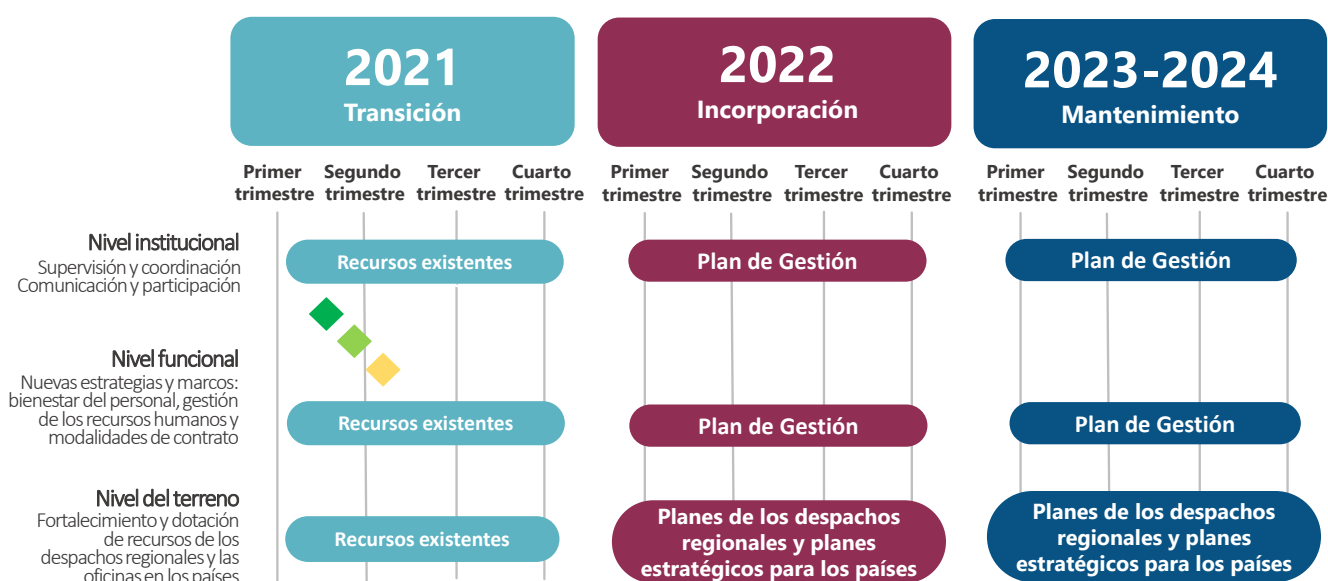 2021
Transición
2022
Incorporación
2023-2024
Mantenimiento
Primer trimestre
Segundo trimestre
Tercer trimestre
Cuarto trimestre
Primer trimestre
Segundo trimestre
Tercer trimestre
Cuarto trimestre
Primer trimestre
Segundo trimestre
Tercer trimestre
Cuarto trimestre
Nivel institucional
Supervisión y coordinación
Comunicación y participación
Recursos existentes
Plan de Gestión
Plan de Gestión
Nivel funcional
Nuevas estrategias y marcos:
bienestar del personal, gestión
de los recursos humanos y
modalidades de contrato
Recursos existentes
Plan de Gestión
Plan de Gestión
Nivel del terreno
Fortalecimiento y dotación
de recursos de los
despachos regionales y las
oficinas en los países
Recursos existentes
Planes de los despachos
regionales y planes
estratégicos para los países
Planes de los despachos
regionales y planes
estratégicos para los países